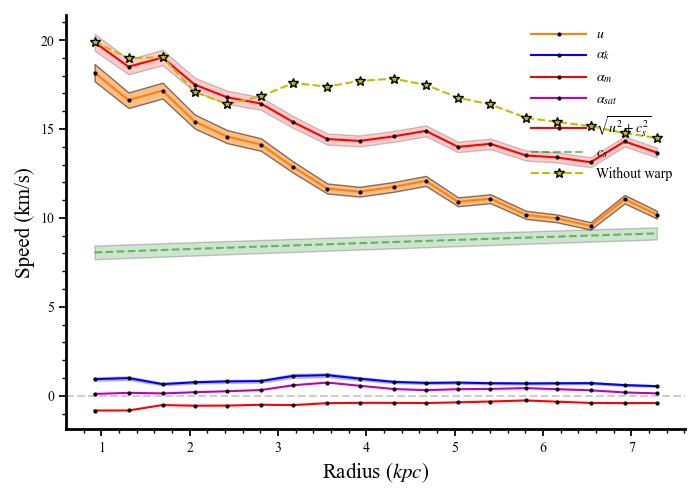 20
15
10
5
0
Speed (km/s)
u
α_k
α_m
α_sat
√u² + c_s²
c_s
Without warp
1 2 3 4 5 6 7
Radius (kpc)